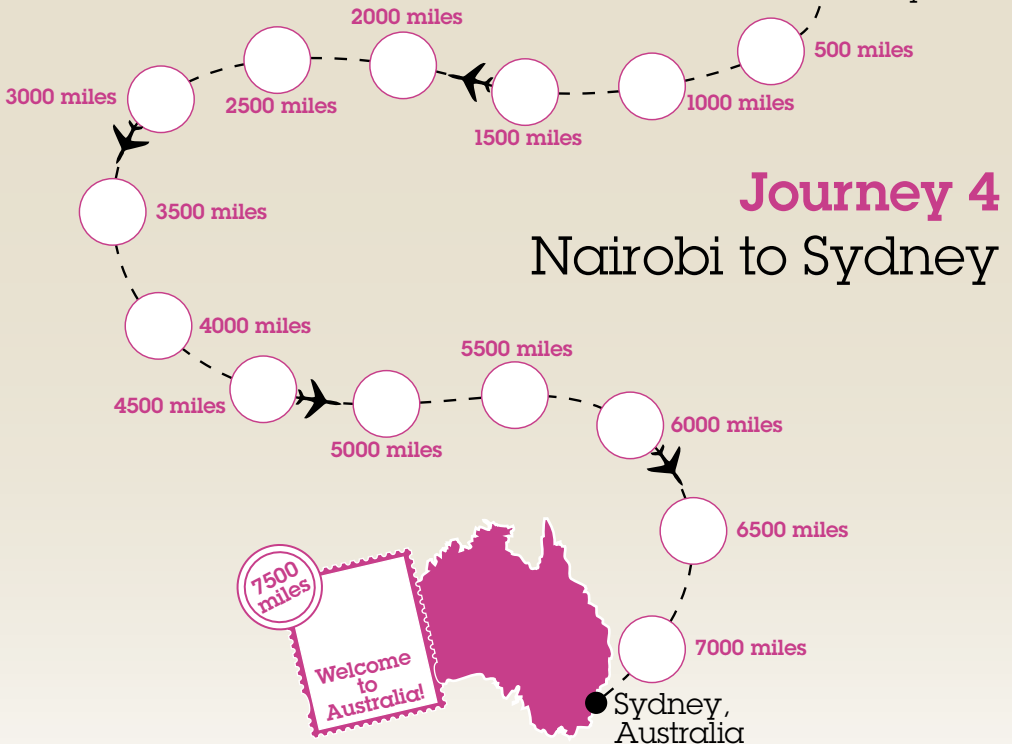 2000 miles
500 miles
3000 miles
2500 miles
1000 miles
1500 miles
Journey 4
3500 miles
Nairobi to Sydney
4000 miles
5500 miles
4500 miles
6000 miles
5000 miles
6500 miles
7500
miles
7000 miles
Welcome
to
Australia!
Sydney,
Australia